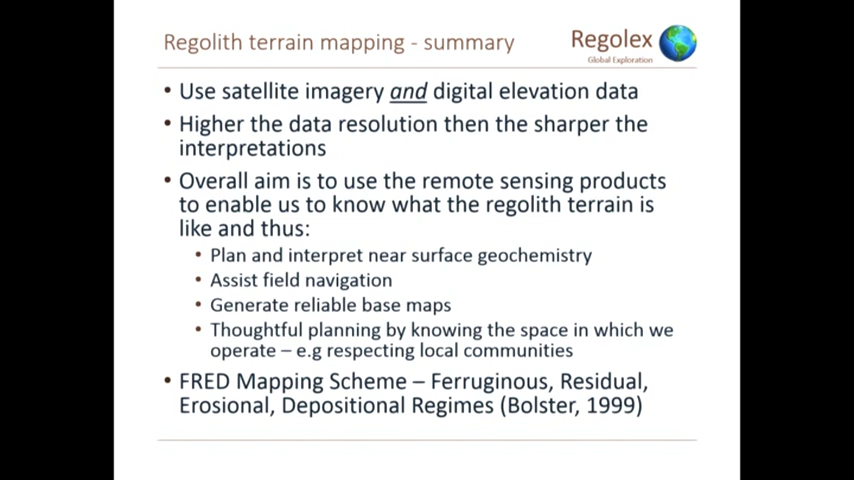 Regolith terrain mapping - summary
Regolex
Global Exploration
• Use satellite imagery and digital elevation data
• Higher the data resolution then the sharper the
interpretations
• Overall aim is to use the remote sensing products
to enable us to know what the regolith terrain is
like and thus:
• Plan and interpret near surface geochemistry
• Assist field navigation
• Generate reliable base maps
• Thoughtful planning by knowing the space in which we
operate – e.g respecting local communities
• FRED Mapping Scheme – Ferruginous, Residual,
Erosional, Depositional Regimes (Bolster, 1999)